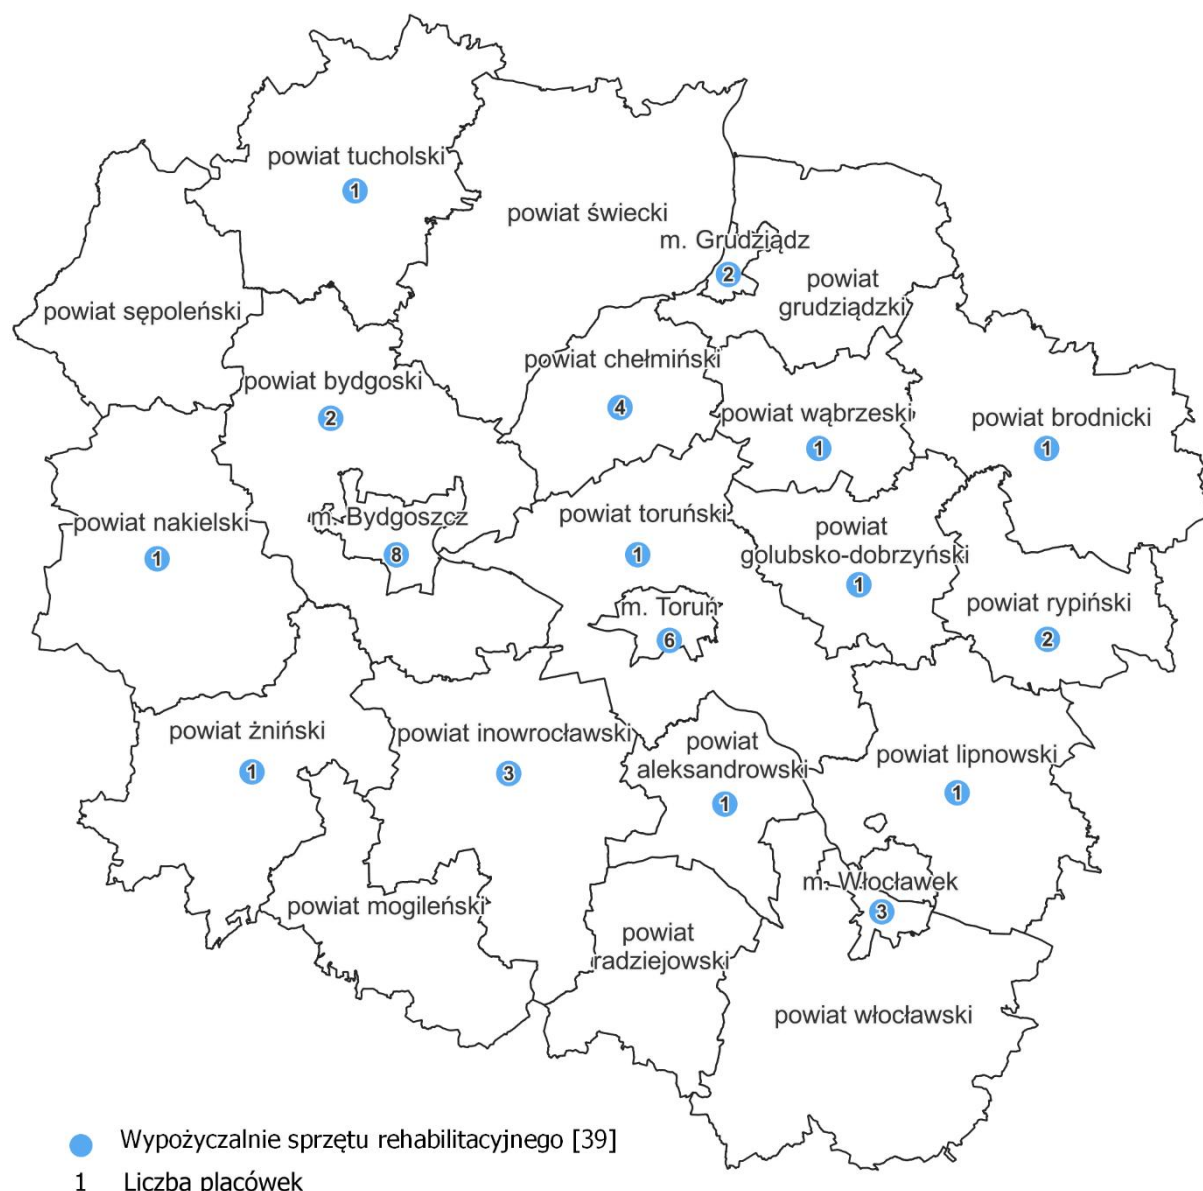 powiat tucholski
1
powiat świecki
m. Grudziądz
2
powiat
grudziądzki
powiat sępoleński
powiat chełmiński
4
powiat bydgoski
2
powiat wąbrzeski
1
powiat brodnicki
1
powiat nakielski
1
m. Bydgoszcz
8
powiat toruński
1
powiat
golubsko-dobrzyński
1
m. Toruń
6
powiat rypiński
2
powiat żniński
1
powiat inowrocławski
3
powiat
aleksandrowski
1
powiat lipnowski
1
m. Włocławek
3
powiat mogileński
powiat
radziejowski
powiat włocławski
Wypożyczalnie sprzętu rehabilitacyjnego [39]
1 Liczba placówek